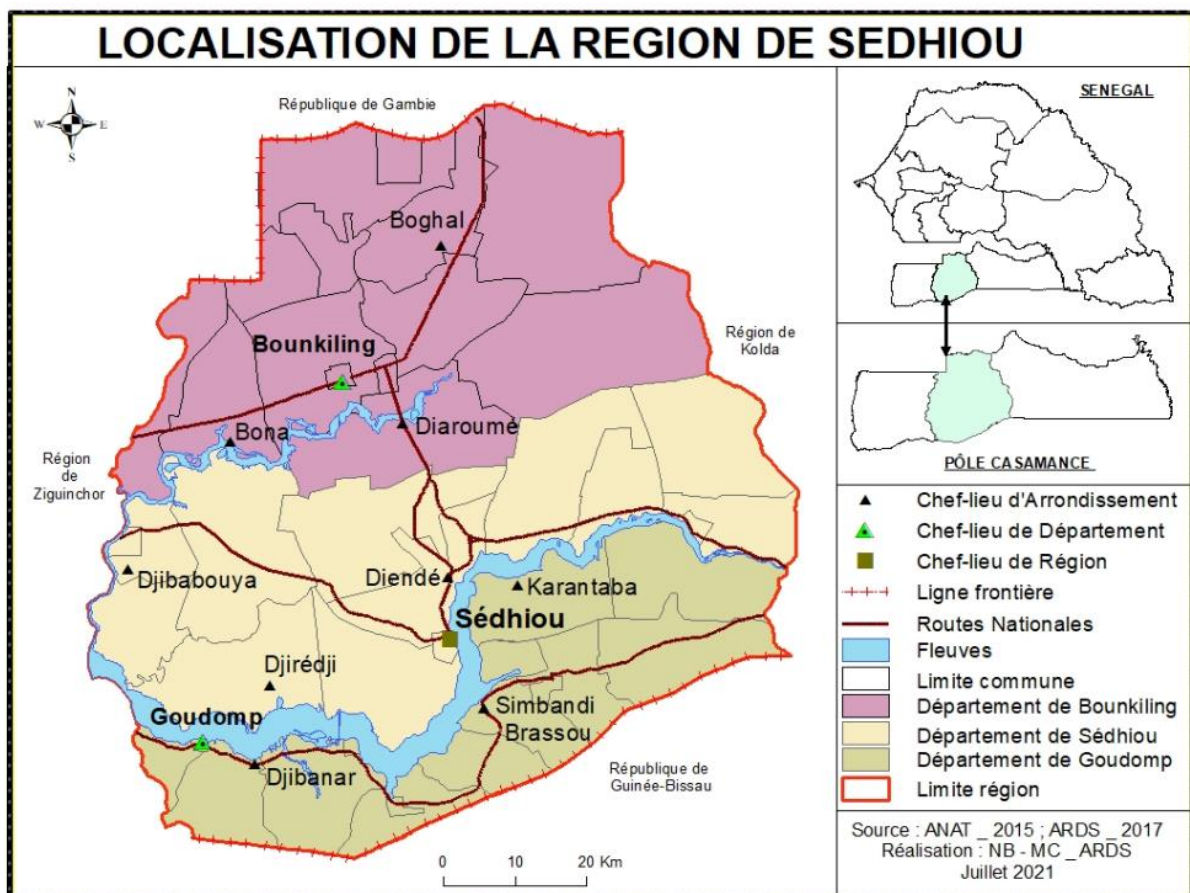 LOCALISATION DE LA REGION DE SEDHIOU
N
W E
S
République de Gambie
Boghal
Bounkiling
Région de
Kolda
Bona
Diaroumé
Région
de
Ziguinchor
Djibabouya
Diendé
Karantaba
Sédhiou
Djirédji
Goudomp
Simbandi
Brassou
Djibanar
République de
Guinée-Bissau
0 10 20 Km
SENEGAL
PÔLE CASAMANCE
Chef-lieu d'Arrondissement
Chef-lieu de Département
Chef-lieu de Région
Ligne frontière
Routes Nationales
Fleuves
Limite commune
Département de Bounkiling
Département de Sédhiou
Département de Goudomp
Limite région
Source : ANAT _ 2015 ; ARDS _ 2017
Réalisation : NB - MC _ ARDS
Juillet 2021